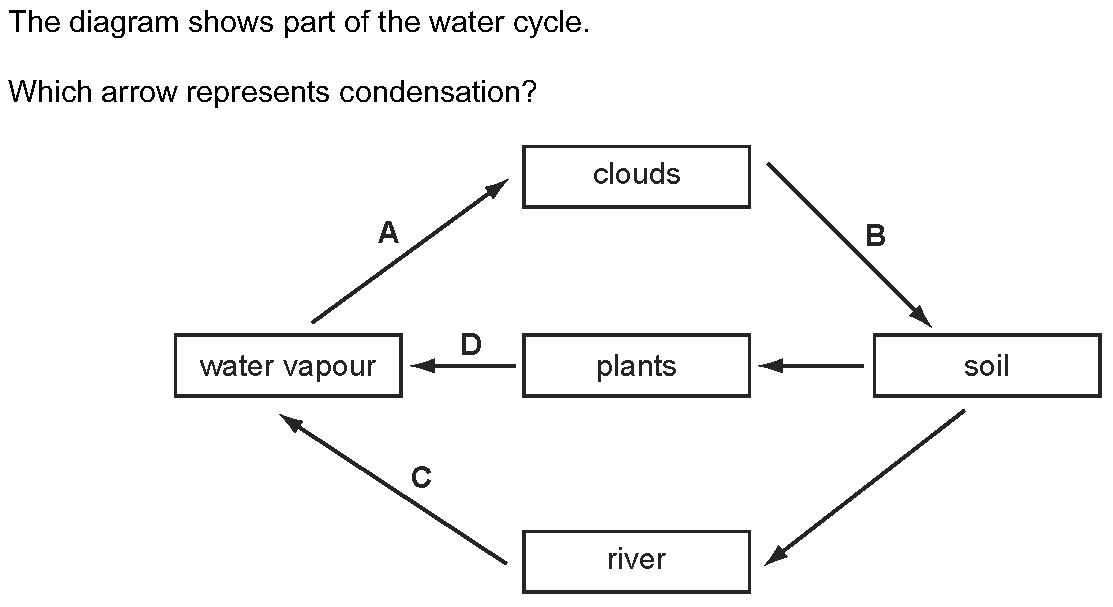 The diagram shows part of the water cycle.
Which arrow represents condensation?
clouds
A
B
water vapour
D
plants
soil
C
river